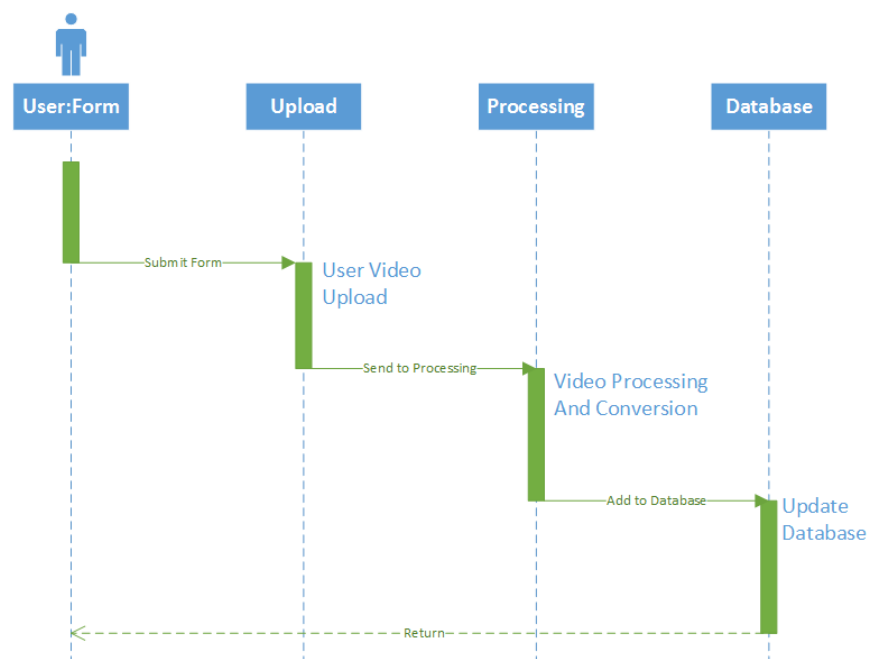 User:Form
Upload
Processing
Database
Submit Form
User Video
Upload
Send to Processing
Video Processing
And Conversion
Add to Database
Update
Database
Return